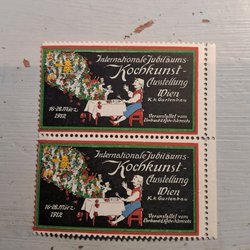 Internationale Jubiläums-
Kochkunst-
Ausstellung
Wien
K.k. Gartenbau
16-28. März
1912
Veranstaltet vom
Internationale Jubiläums-
Kochkunst-
Ausstellung
Wien
K.k. Gartenbau
16-28. März
1912
Veranstaltet vom